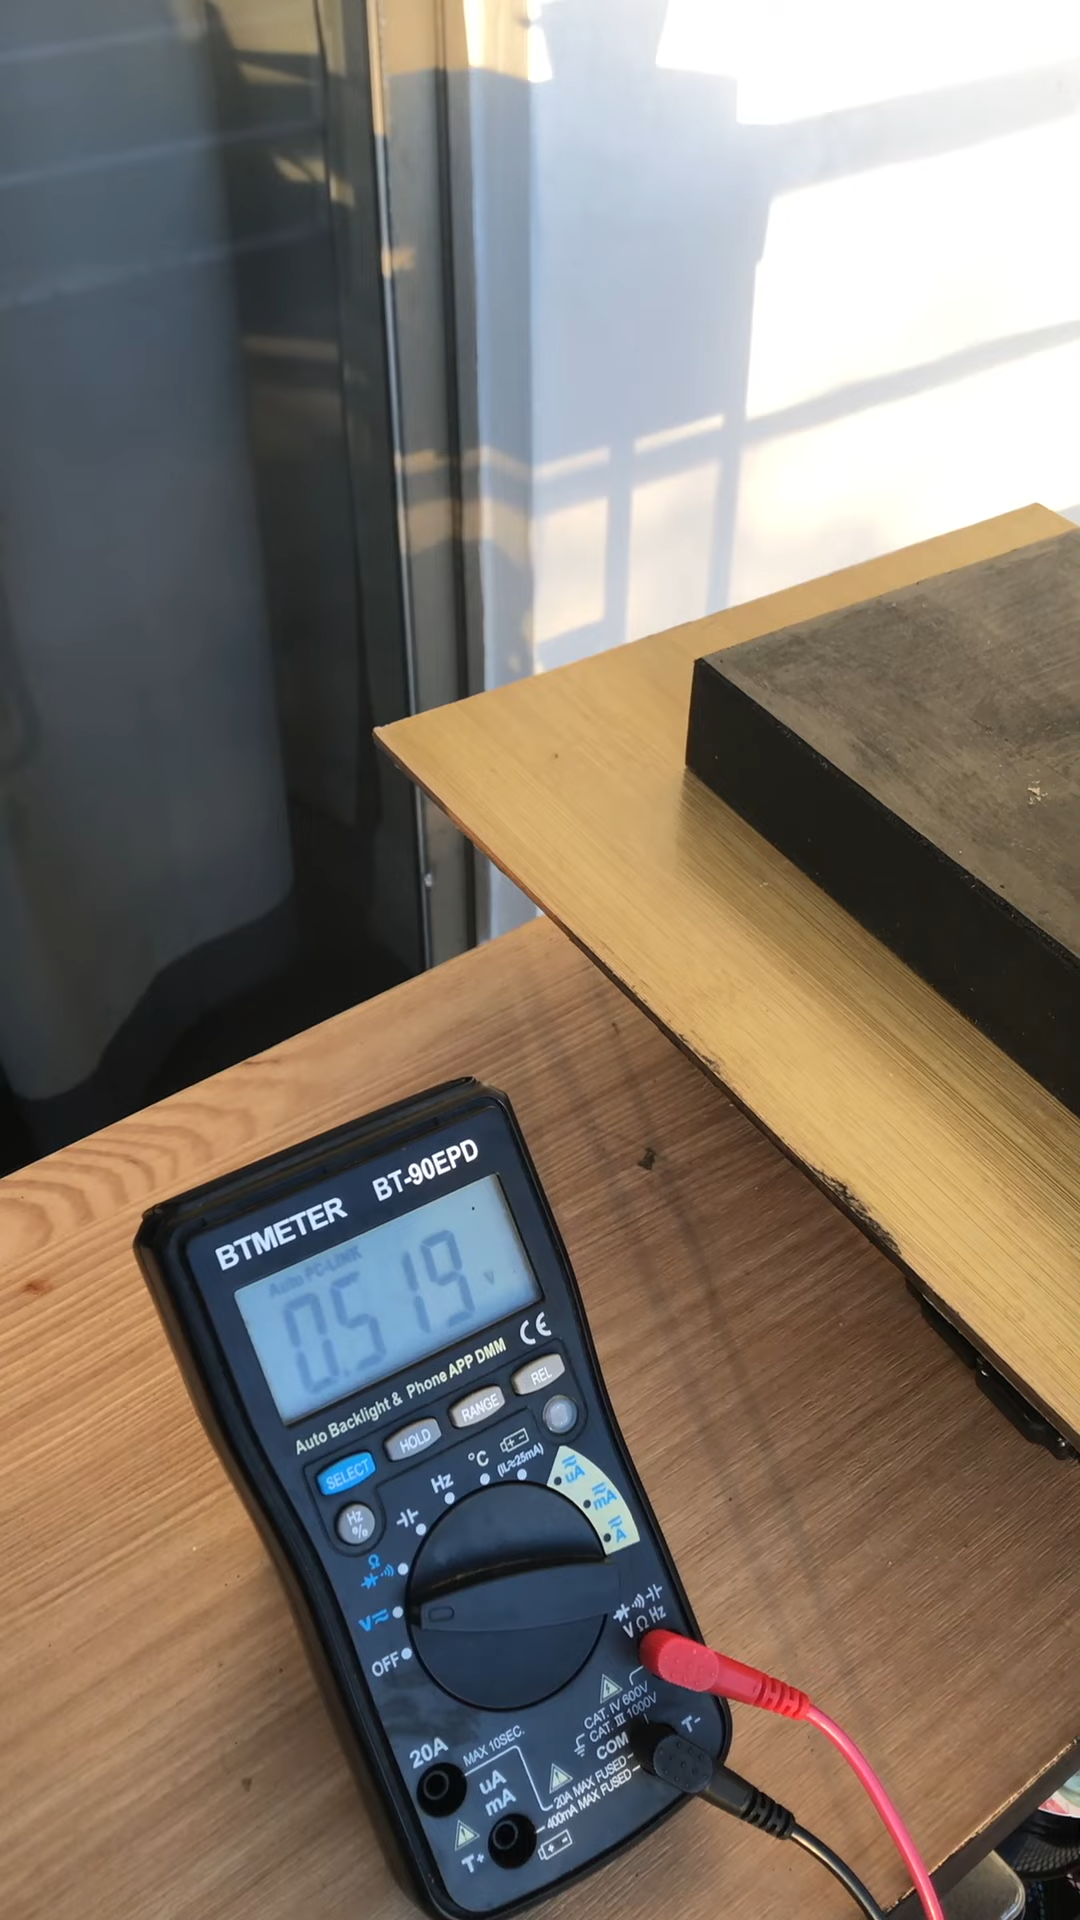 BTMETER BT-90EPD
Auto PC-LINK
0.519 V
CE
Auto Backlight & Phone APP DMM
SELECT HOLD RANGE REL
Hz
%
Hz °C
(IL≈25mA)
uA
mA
A
Ω
V
OFF
V Ω Hz
CAT. IV 600V
CAT. III 1000V
T-
COM
20A MAX 10SEC.
uA
mA
20A MAX FUSED
400mA MAX FUSED
T+